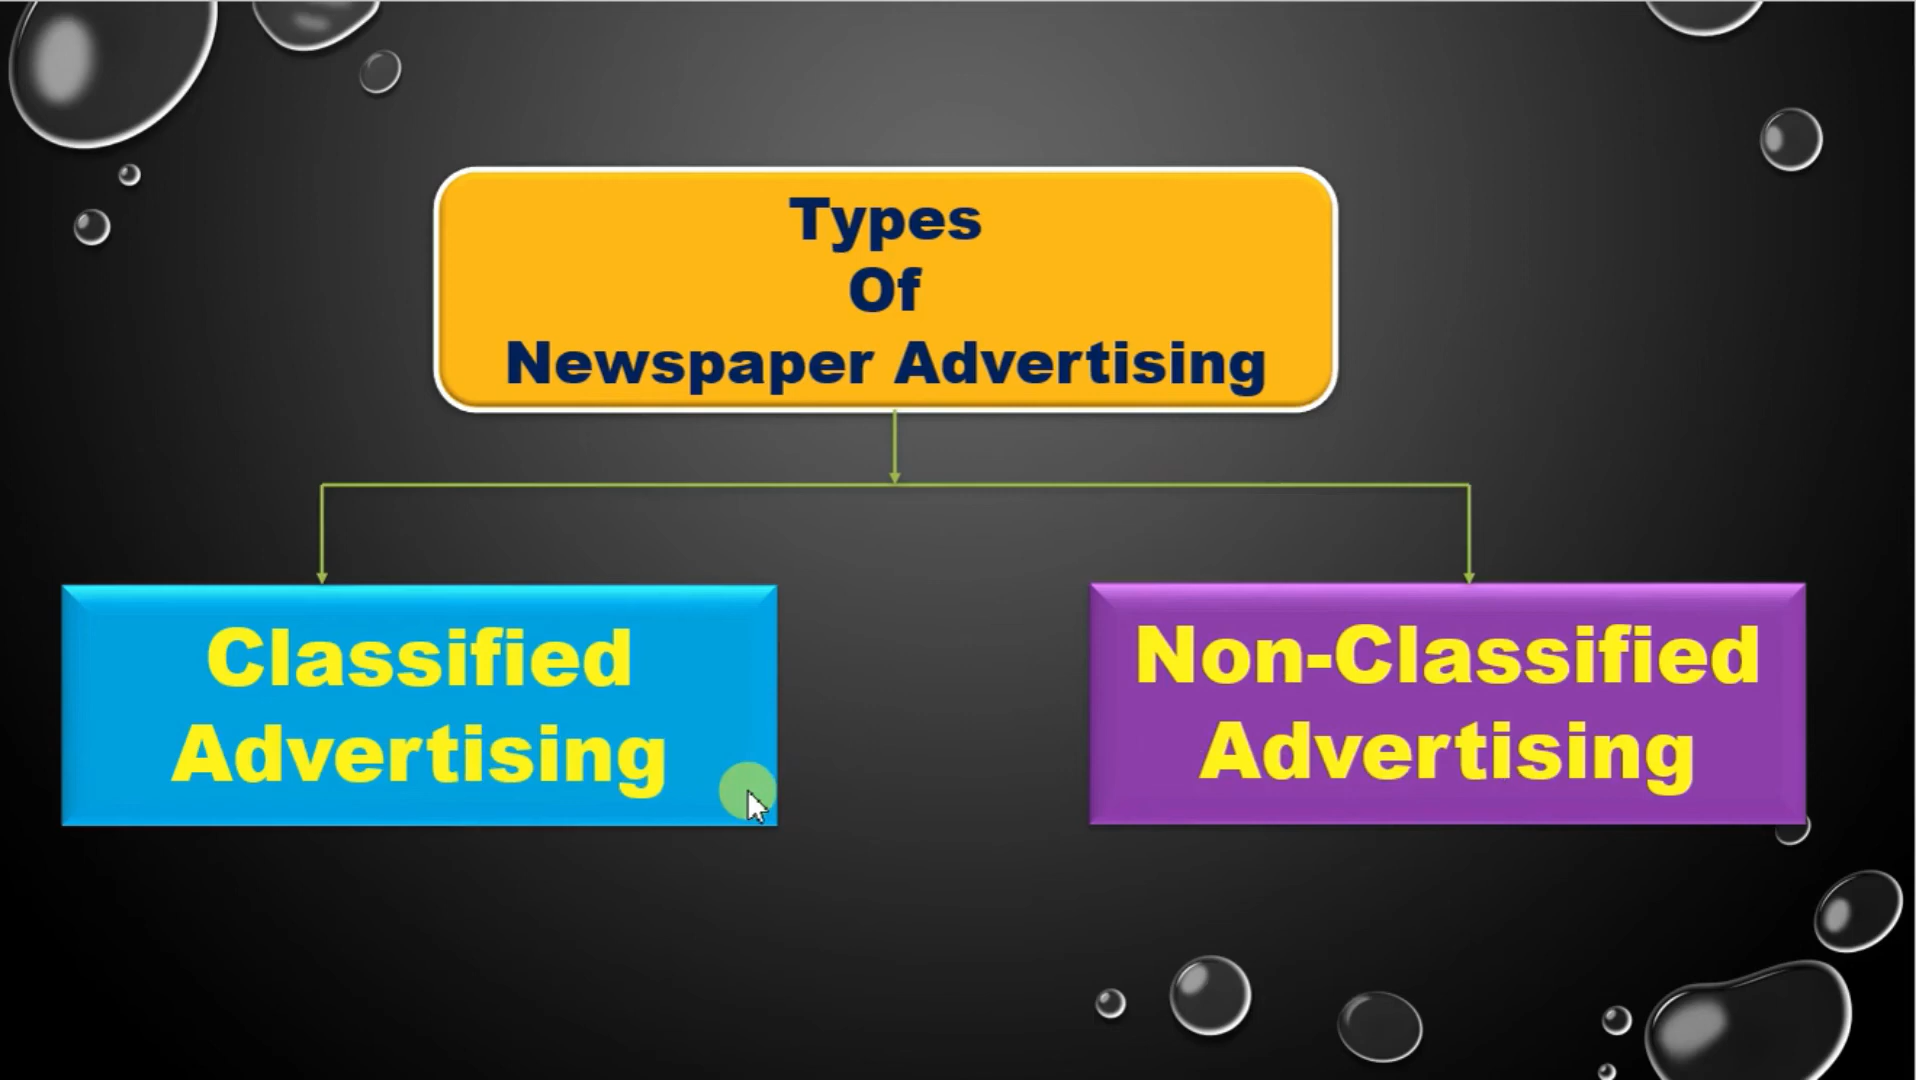 Types
Of
Newspaper Advertising
Classified
Advertising
Non-Classified
Advertising